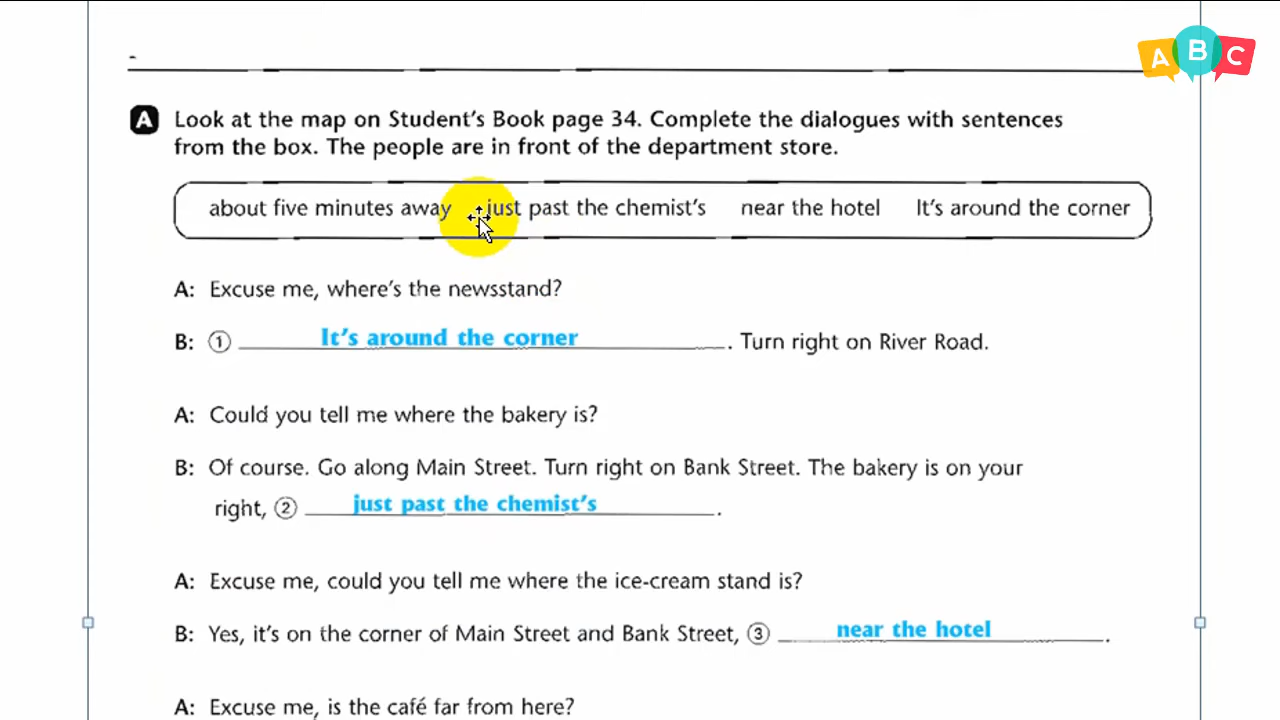 A B C
A Look at the map on Student's Book page 34. Complete the dialogues with sentences
from the box. The people are in front of the department store.
about five minutes away just past the chemist's near the hotel It's around the corner
A: Excuse me, where's the newsstand?
B: ① It's around the corner. Turn right on River Road.
A: Could you tell me where the bakery is?
B: Of course. Go along Main Street. Turn right on Bank Street. The bakery is on your
right, ② just past the chemist's.
A: Excuse me, could you tell me where the ice-cream stand is?
B: Yes, it's on the corner of Main Street and Bank Street, ③ near the hotel.
A: Excuse me, is the café far from here?